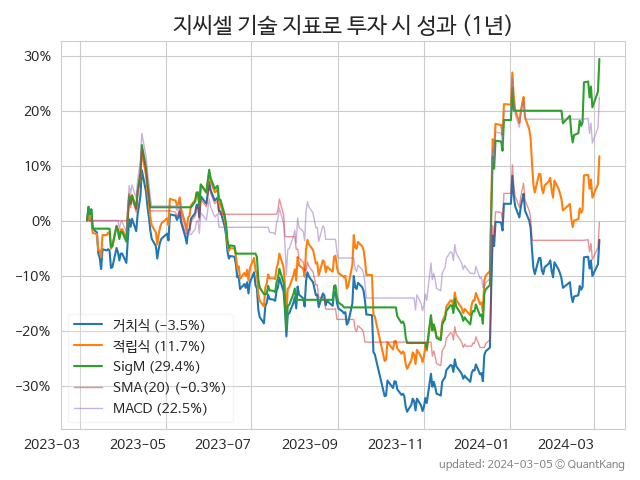 지씨셀 기술 지표로 투자 시 성과 (1년)
30%
20%
10%
0%
−10%
−20%
−30%
거치식 (−3.5%)
적립식 (11.7%)
SigM (29.4%)
SMA(20) (−0.3%)
MACD (22.5%)
2023−03 2023−05 2023−07 2023−09 2023−11 2024−01 2024−03
updated: 2024−03−05 © QuantKang